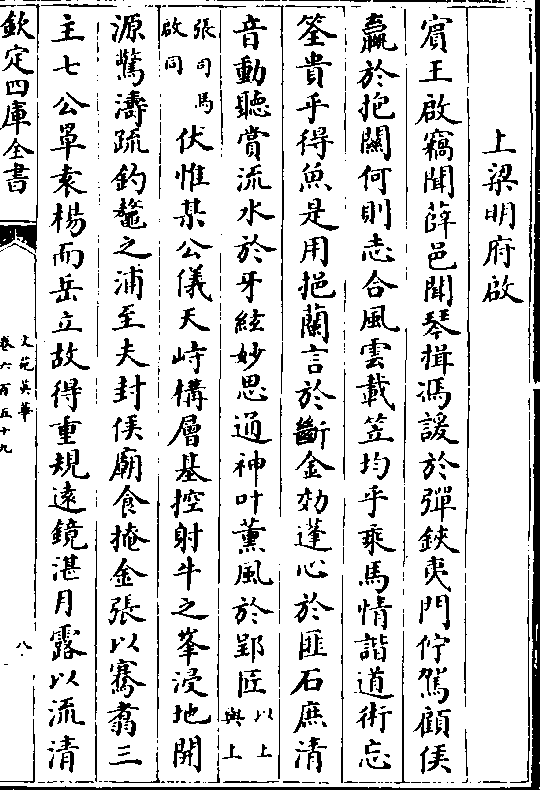 上梁明府啟
賔王啟竊聞薛邑聞琴揖馮諼於彈鋏夷門佇駕顧侯
嬴於抱關何則志合風雲載笠均乎乘馬情諧道術忘
筌貴乎得魚是用挹蘭言於斷金効蓬心於匪石庶清
音動聽賞流水於牙絃妙思通神叶薫風於郢匠以上與上
張司馬啟同伏惟某公儀天峙構層基控射牛之峯浸地開
源驚濤疏釣鼇之浦至夫封侯廟食掩金張以騫翥三
主七公罩袁楊而岳立故得重規遠鏡湛月露以流清
欽定四庫全書
文苑英華
卷六百五十九
八